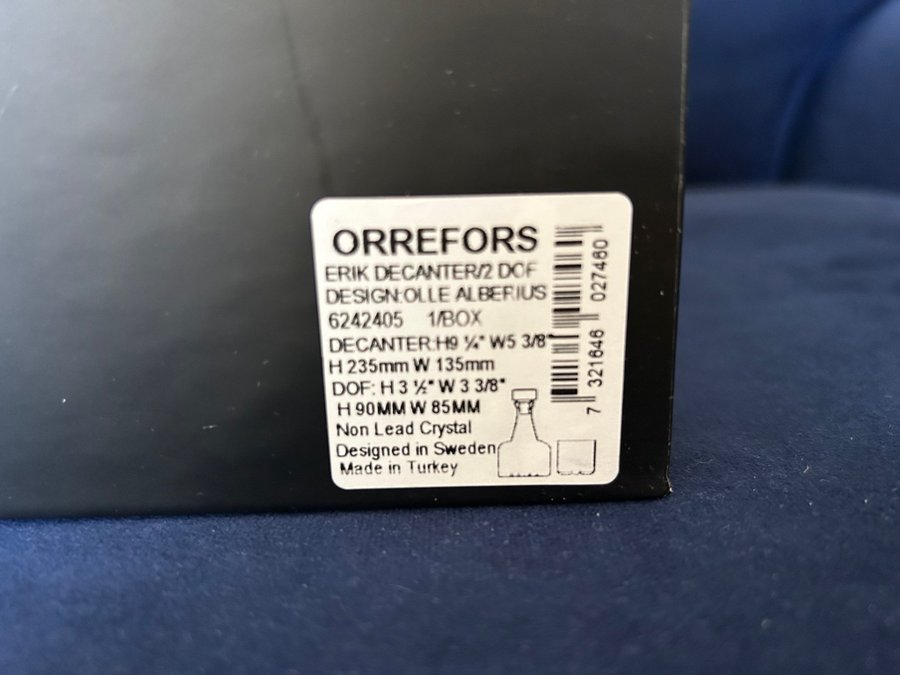 ORREFORS
ERIK DECANTER/2 DOF
DESIGN:OLLE ALBERIUS
6242405 1/BOX
DECANTER:H9 ¼" W5 3/8"
H 235mm W 135mm
DOF: H 3 ½" W 3 3/8"
H 90MM W 85MM
Non Lead Crystal
Designed in Sweden
Made in Turkey
7 321646 027460